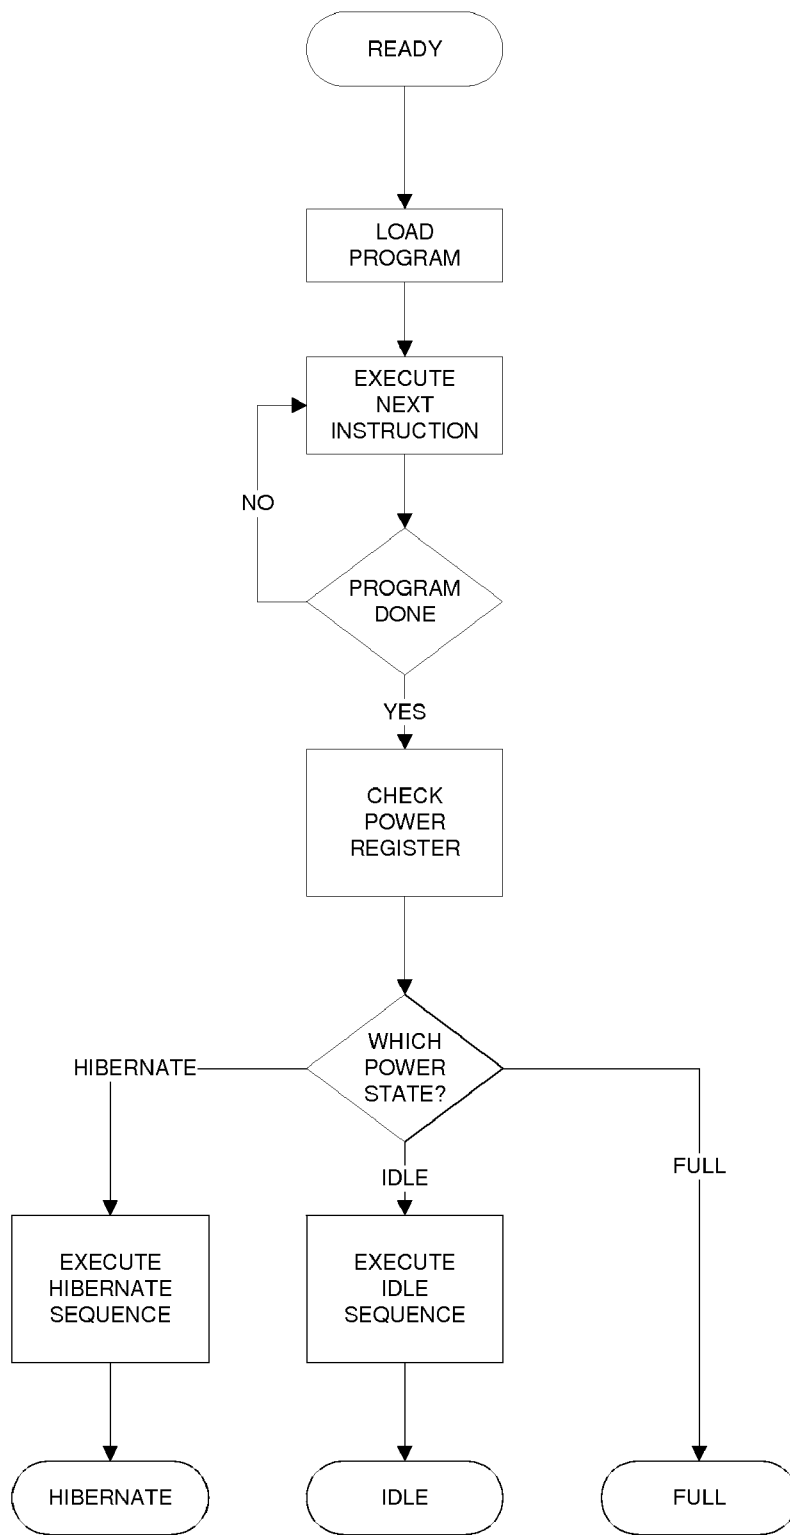 READY
LOAD
PROGRAM
EXECUTE
NEXT
INSTRUCTION
NO
PROGRAM
DONE
YES
CHECK
POWER
REGISTER
WHICH
POWER
STATE?
HIBERNATE
IDLE
FULL
EXECUTE
HIBERNATE
SEQUENCE
EXECUTE
IDLE
SEQUENCE
HIBERNATE
IDLE
FULL